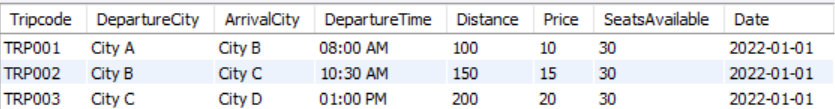 Tripcode DepartureCity ArrivalCity DepartureTime Distance Price SeatsAvailable Date
TRP001 City A City B 08:00 AM 100 10 30 2022-01-01
TRP002 City B City C 10:30 AM 150 15 30 2022-01-01
TRP003 City C City D 01:00 PM 200 20 30 2022-01-01